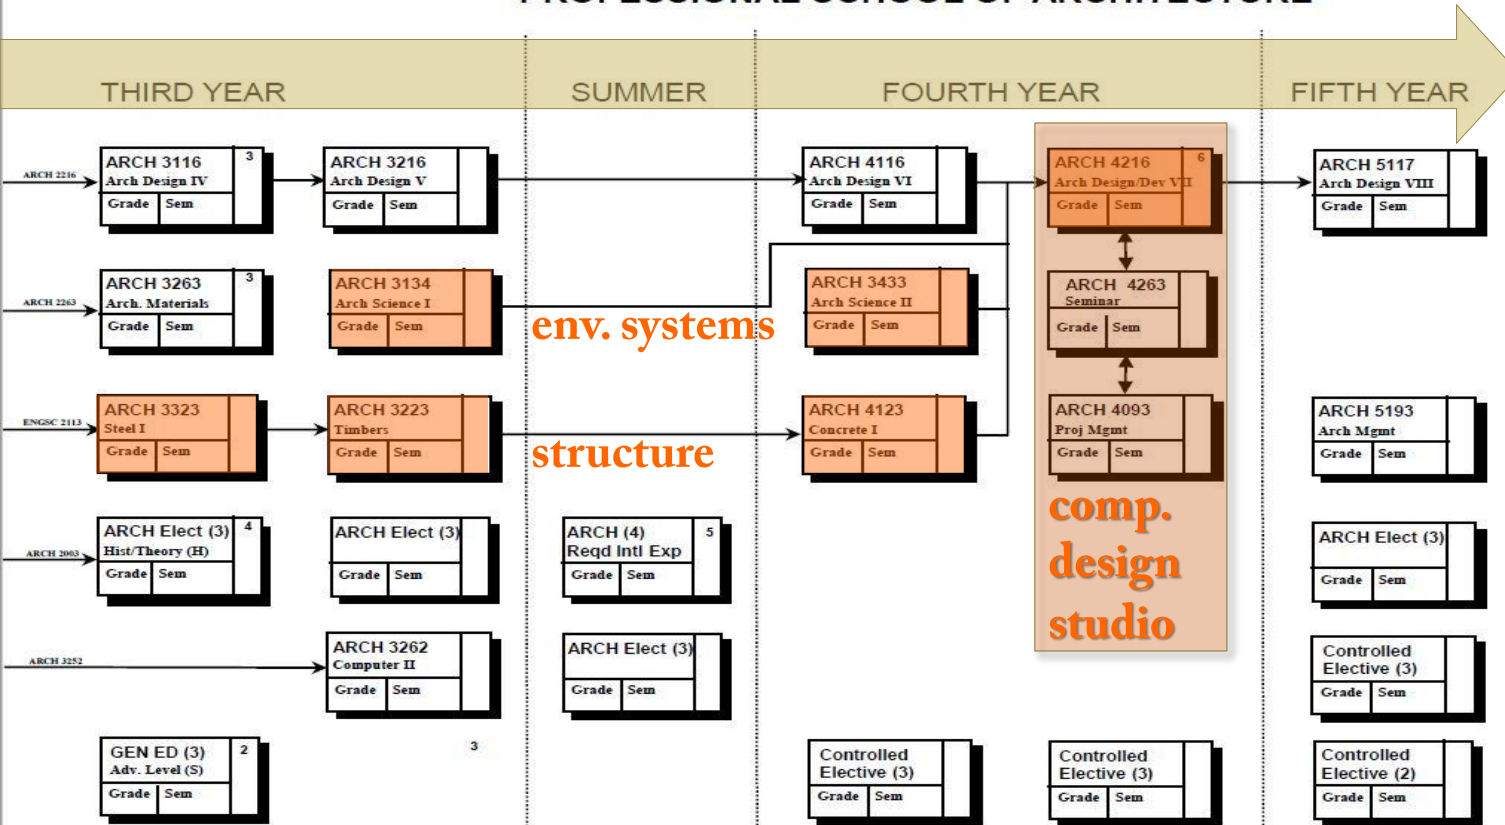 PROFESSIONAL SCHOOL OF ARCHITECTURE
THIRD YEAR
SUMMER
FOURTH YEAR
FIFTH YEAR
ARCH 2216
ARCH 3116
Arch Design IV
3
Grade Sem
ARCH 3216
Arch Design V
Grade Sem
ARCH 4116
Arch Design VI
Grade Sem
ARCH 4216
Arch Design/Dev VII
6
Grade Sem
ARCH 5117
Arch Design VIII
Grade Sem
ARCH 2263
ARCH 3263
Arch. Materials
3
Grade Sem
ARCH 3134
Arch Science I
Grade Sem
env. systems
ARCH 3433
Arch Science II
Grade Sem
ARCH 4263
Seminar
Grade Sem
ENGSC 2113
ARCH 3323
Steel I
Grade Sem
ARCH 3223
Timbers
Grade Sem
structure
ARCH 4123
Concrete I
Grade Sem
ARCH 4093
Proj Mgmt
Grade Sem
ARCH 5193
Arch Mgmt
Grade Sem
comp.
design
studio
ARCH 2003
ARCH Elect (3)
Hist/Theory (H)
4
Grade Sem
ARCH Elect (3)
Grade Sem
ARCH (4)
Reqd Intl Exp
5
Grade Sem
ARCH Elect (3)
Grade Sem
ARCH 3252
ARCH 3262
Computer II
Grade Sem
ARCH Elect (3)
Grade Sem
Controlled
Elective (3)
Grade Sem
GEN ED (3)
Adv. Level (S)
2
Grade Sem
3
Controlled
Elective (3)
Grade Sem
Controlled
Elective (3)
Grade Sem
Controlled
Elective (2)
Grade Sem